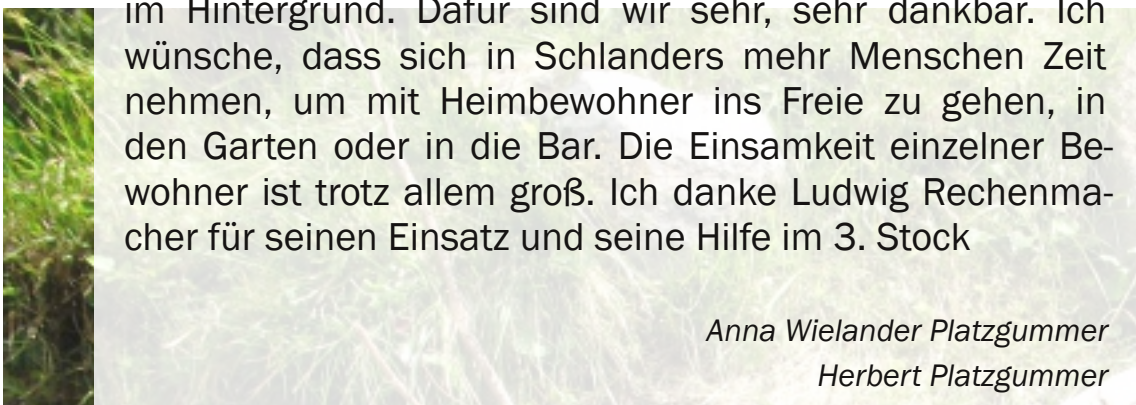 im Hintergrund. Dafür sind wir sehr, sehr dankbar. Ich
wünsche, dass sich in Schlanders mehr Menschen Zeit
nehmen, um mit Heimbewohner ins Freie zu gehen, in
den Garten oder in die Bar. Die Einsamkeit einzelner Be-
wohner ist trotz allem groß. Ich danke Ludwig Rechenma-
cher für seinen Einsatz und seine Hilfe im 3. Stock
Anna Wielander Platzgummer
Herbert Platzgummer